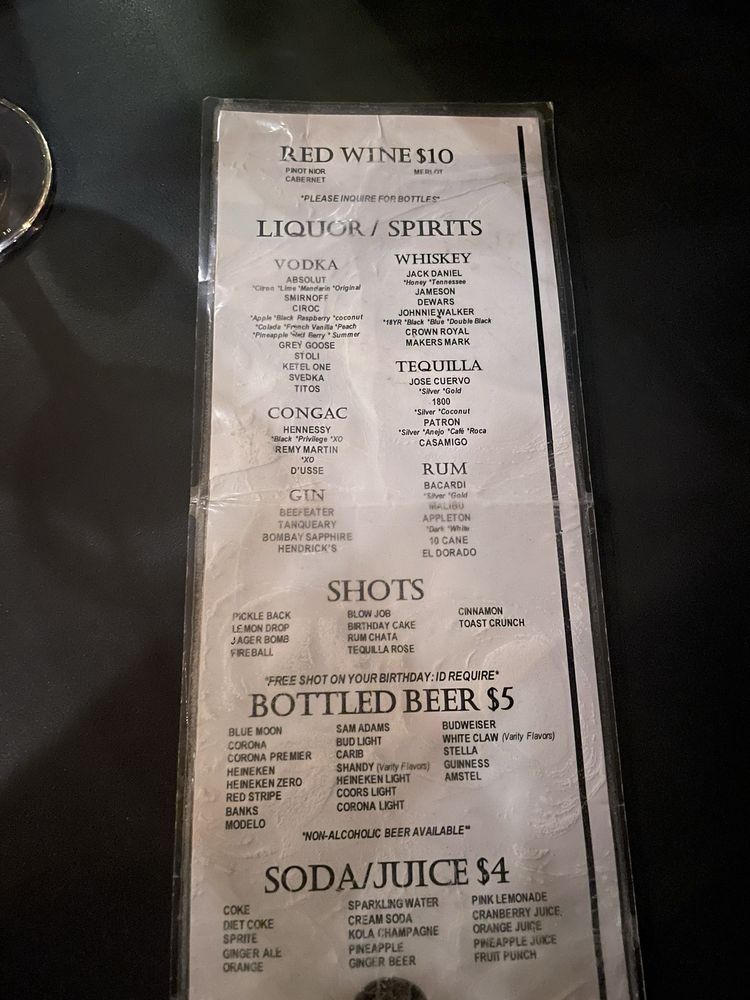 RED WINE $10
PINOT NIOR MERLOT
CABERNET
*PLEASE INQUIRE FOR BOTTLES*
LIQUOR / SPIRITS
VODKA
ABSOLUT
*Citron *Lime *Mandarin *Original
SMIRNOFF
CIROC
*Apple *Black Raspberry *coconut
*Colada *French Vanilla *Peach
*Pineapple *Red Berry * Summer
GREY GOOSE
STOLI
KETEL ONE
SVEDKA
TITOS
CONGAC
HENNESSY
*Black *Privilege *XO
REMY MARTIN
*XO
D'USSE
GIN
BEEFEATER
TANQUEARY
BOMBAY SAPPHIRE
HENDRICK'S
WHISKEY
JACK DANIEL
*Honey *Tennessee
JAMESON
DEWARS
JOHNNIE WALKER
*18YR *Black *Blue *Double Black
CROWN ROYAL
MAKERS MARK
TEQUILLA
JOSE CUERVO
*Silver *Gold
1800
*Silver *Coconut
PATRON
*Silver *Anejo *Café *Roca
CASAMIGO
RUM
BACARDI
*Silver *Gold
MALIBU
APPLETON
*Dark *White
10 CANE
EL DORADO
SHOTS
PICKLE BACK
LEMON DROP
JAGER BOMB
FIREBALL
BLOW JOB
BIRTHDAY CAKE
RUM CHATA
TEQUILLA ROSE
CINNAMON
TOAST CRUNCH
*FREE SHOT ON YOUR BIRTHDAY: ID REQUIRE*
BOTTLED BEER $5
BLUE MOON
CORONA
CORONA PREMIER
HEINEKEN
HEINEKEN ZERO
RED STRIPE
BANKS
MODELO
SAM ADAMS
BUD LIGHT
CARIB
SHANDY (Varity Flavors)
HEINEKEN LIGHT
COORS LIGHT
CORONA LIGHT
BUDWEISER
WHITE CLAW (Varity Flavors)
STELLA
GUINNESS
AMSTEL
*NON-ALCOHOLIC BEER AVAILABLE*
SODA/JUICE $4
COKE
DIET COKE
SPRITE
GINGER ALE
ORANGE
SPARKLING WATER
CREAM SODA
KOLA CHAMPAGNE
PINEAPPLE
GINGER BEER
PINK LEMONADE
CRANBERRY JUICE,
ORANGE JUICE
PINEAPPLE JUICE
FRUIT PUNCH